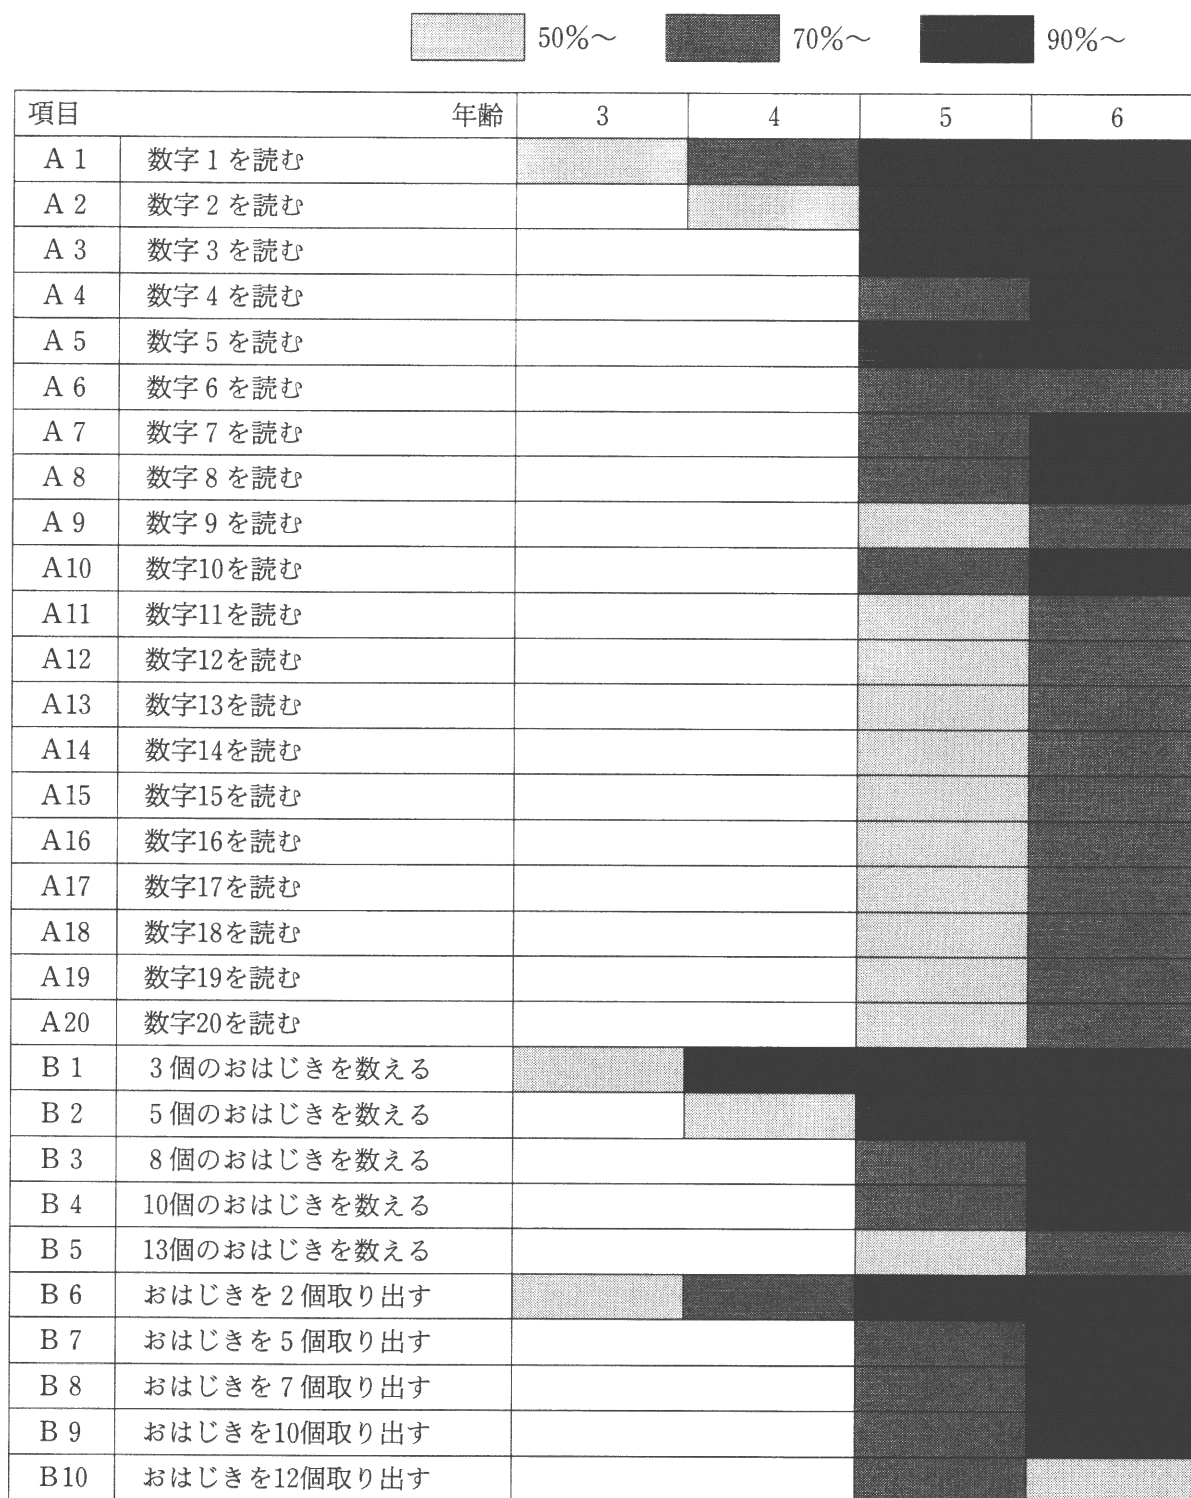 50%～ 70%～ 90%～
項目 年齢 3 4 5 6
A 1 数字 1 を読む
A 2 数字 2 を読む
A 3 数字 3 を読む
A 4 数字 4 を読む
A 5 数字 5 を読む
A 6 数字 6 を読む
A 7 数字 7 を読む
A 8 数字 8 を読む
A 9 数字 9 を読む
A10 数字10を読む
A11 数字11を読む
A12 数字12を読む
A13 数字13を読む
A14 数字14を読む
A15 数字15を読む
A16 数字16を読む
A17 数字17を読む
A18 数字18を読む
A19 数字19を読む
A20 数字20を読む
B 1 3個のおはじきを数える
B 2 5個のおはじきを数える
B 3 8個のおはじきを数える
B 4 10個のおはじきを数える
B 5 13個のおはじきを数える
B 6 おはじきを2個取り出す
B 7 おはじきを5個取り出す
B 8 おはじきを7個取り出す
B 9 おはじきを10個取り出す
B10 おはじきを12個取り出す